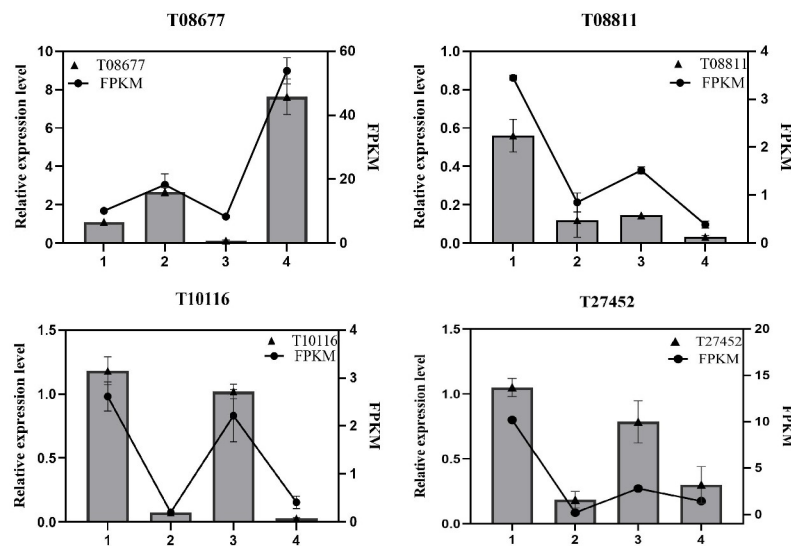 T08677
Relative expression level
10
8
6
4
2
0
T08677
FPKM
60
40
20
0
FPKM
1 2 3 4
T08811
Relative expression level
1.0
0.8
0.6
0.4
0.2
0.0
T08811
FPKM
4
3
2
1
0
FPKM
1 2 3 4
T10116
Relative expression level
1.5
1.0
0.5
0.0
T10116
FPKM
4
3
2
1
0
FPKM
1 2 3 4
T27452
Relative expression level
1.5
1.0
0.5
0.0
T27452
FPKM
20
15
10
5
0
FPKM
1 2 3 4